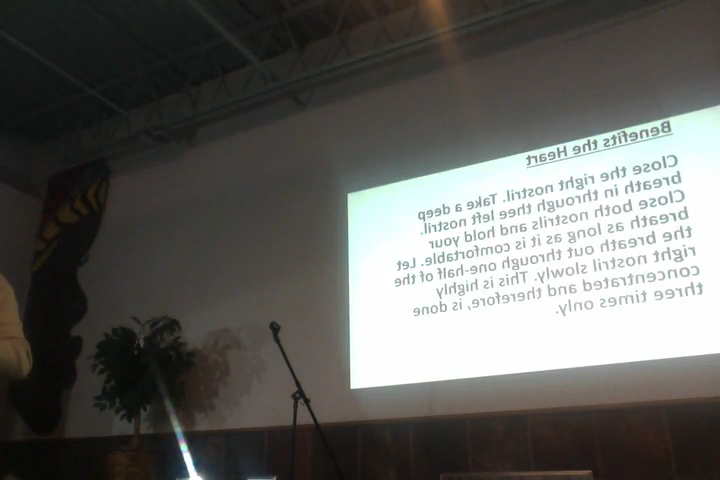 Benefits the Heart
Close the right nostril. Take a deep
breath in through thee left nostril.
Close both nostrils and hold your
breath as long as it is comfortable. Let
the breath out through one-half of the
right nostril slowly. This is highly
concentrated and therefore, is done
three times only.